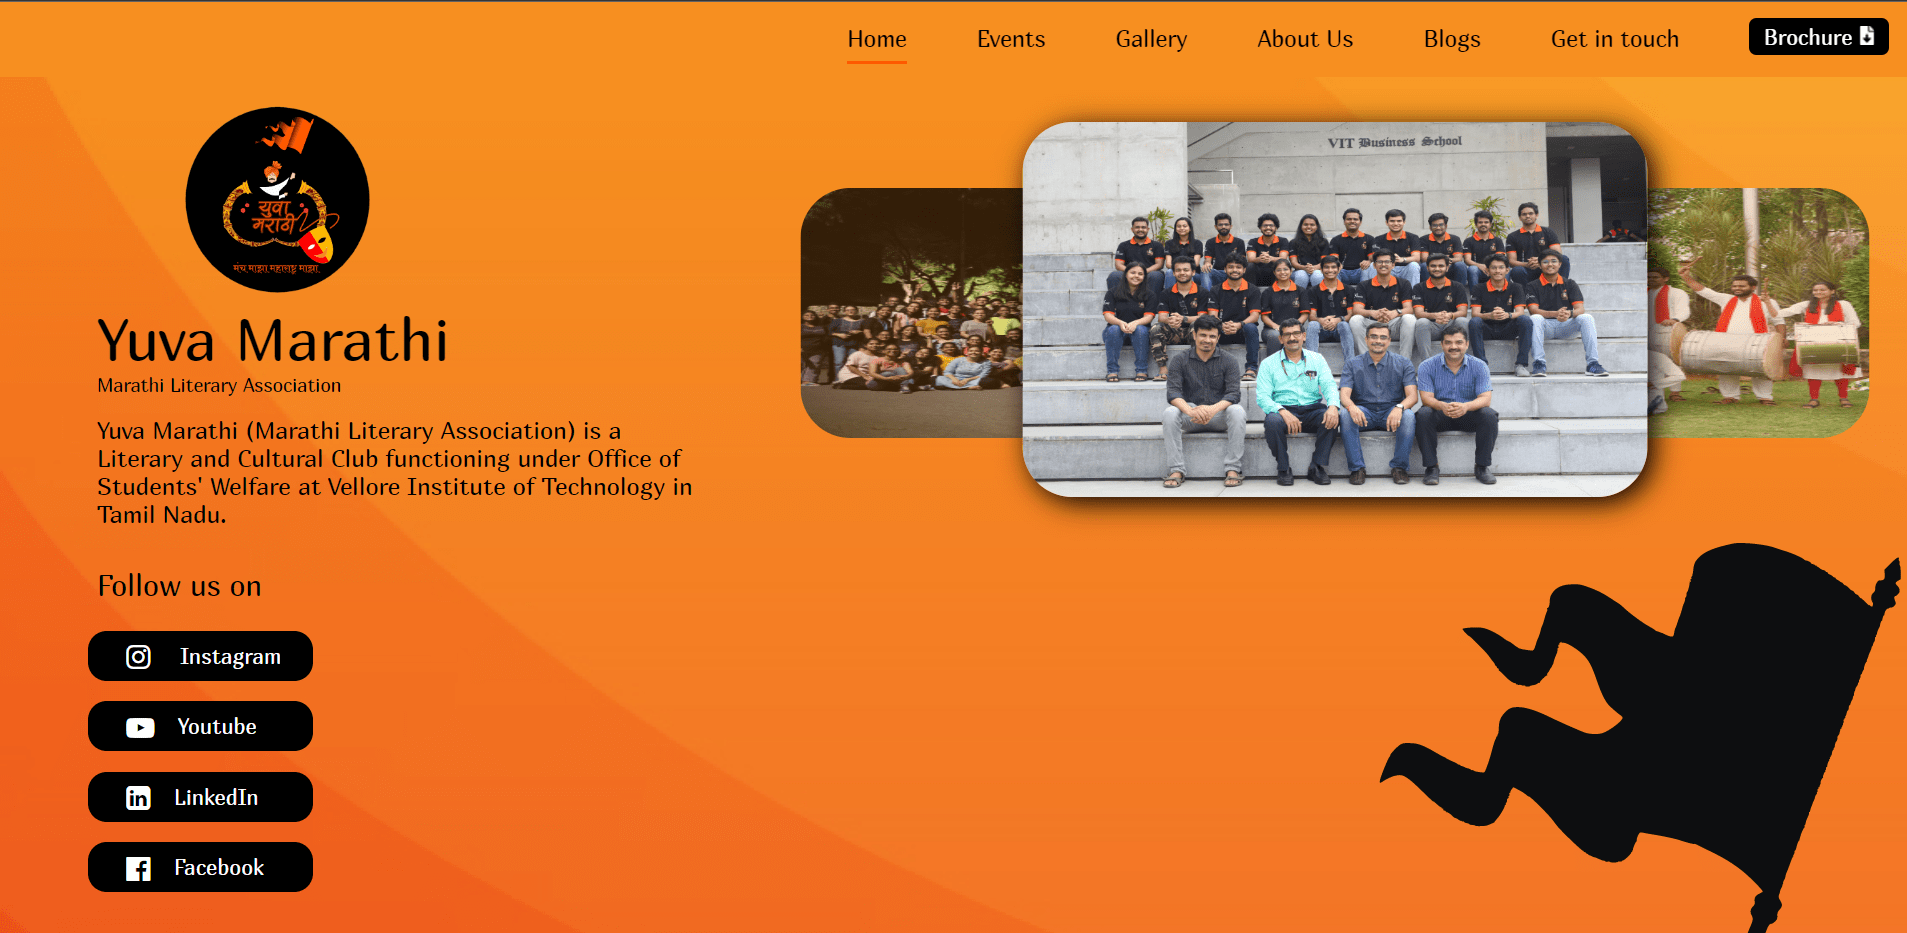 Home
Events
Gallery
About Us
Blogs
Get in touch
Brochure
युवा
मराठी
मंच माझा महाराष्ट्र माझा
VIT Business School
Yuva Marathi
Marathi Literary Association
Yuva Marathi (Marathi Literary Association) is a
Literary and Cultural Club functioning under Office of
Students' Welfare at Vellore Institute of Technology in
Tamil Nadu.
Follow us on
Instagram
Youtube
LinkedIn
Facebook